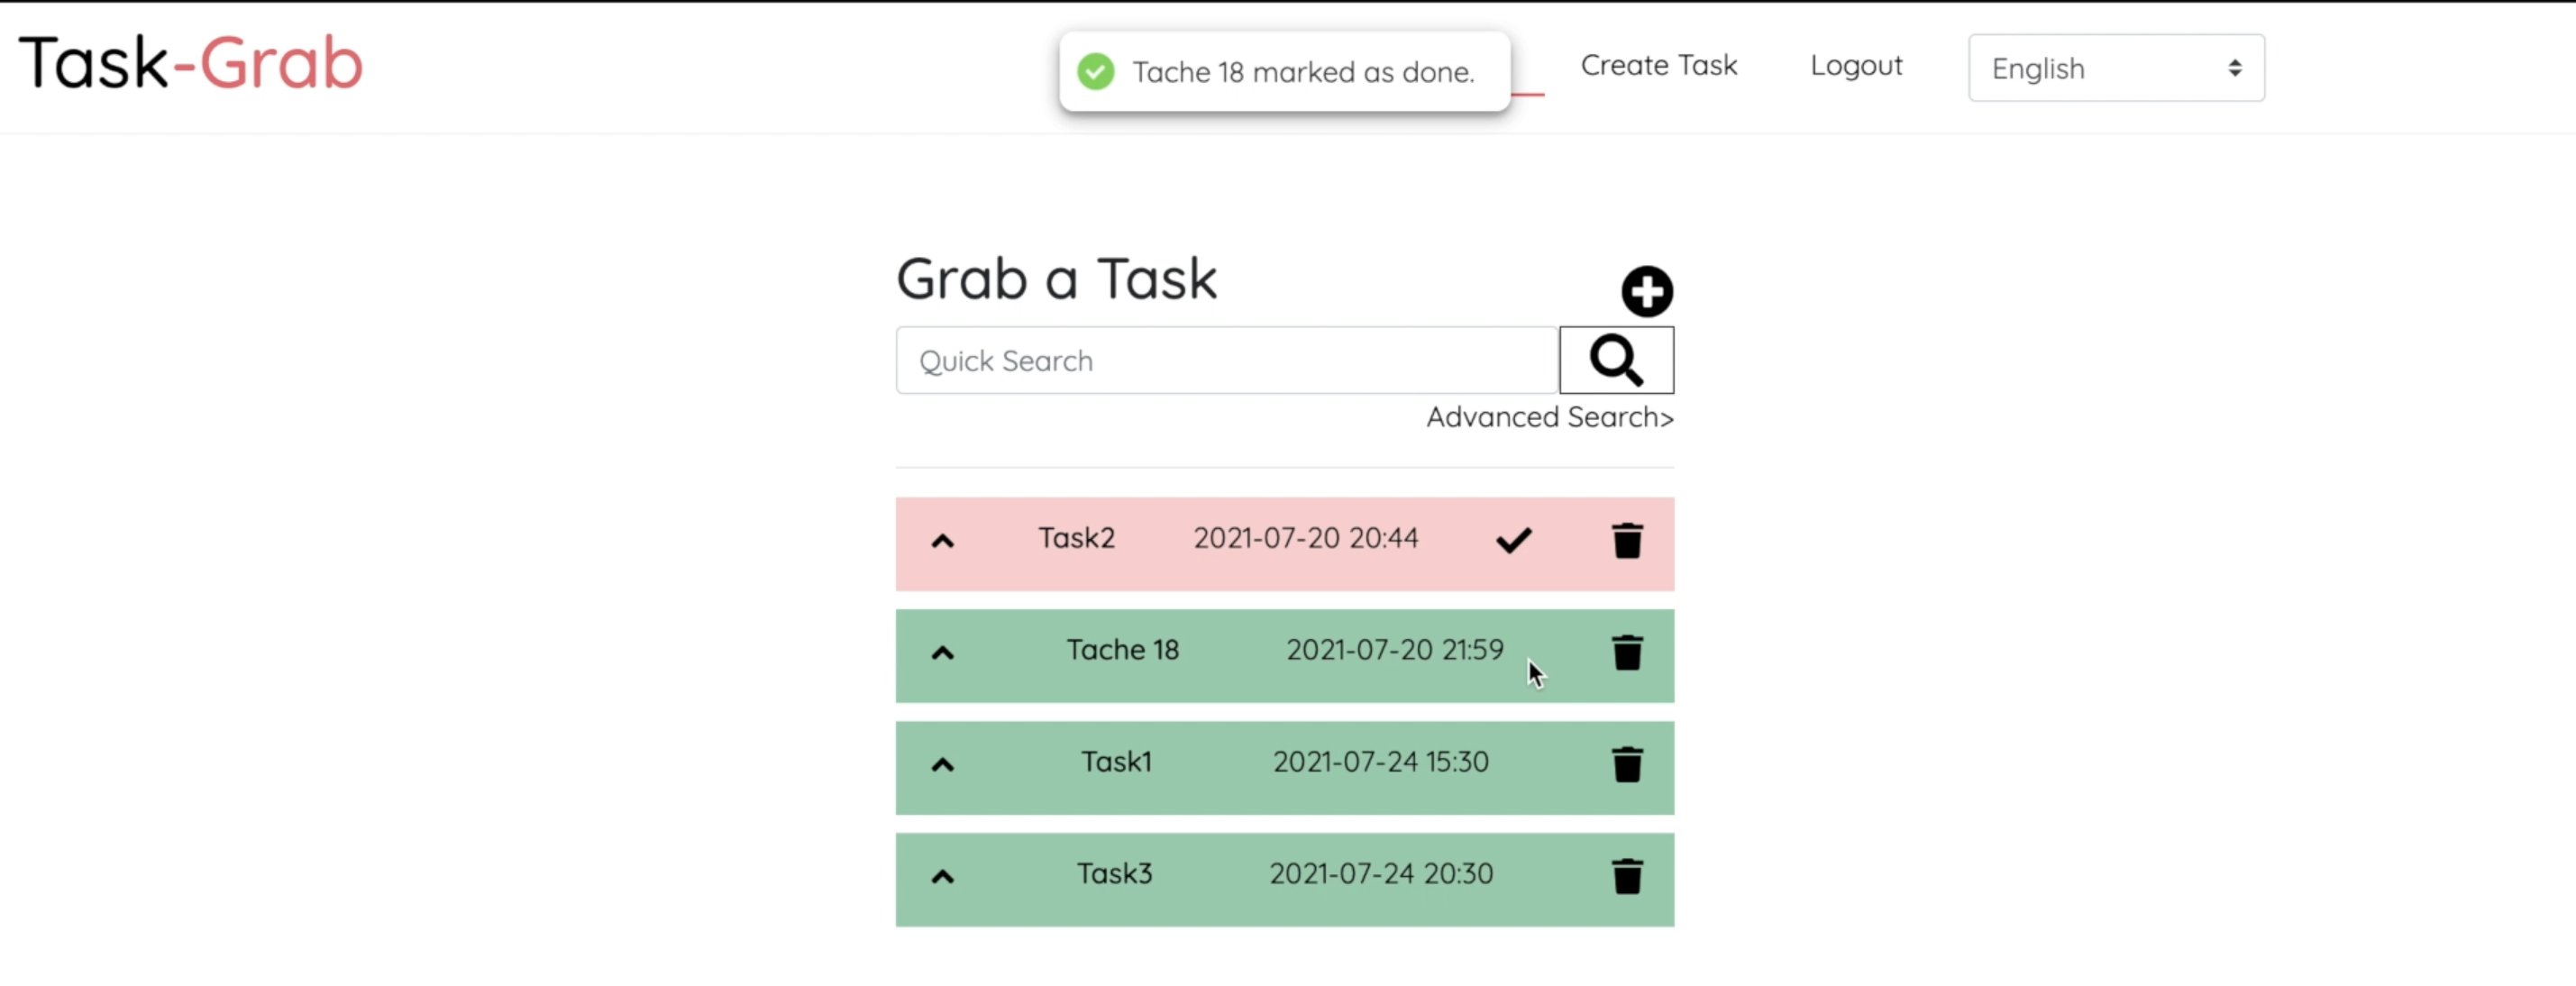 Task-Grab
Tache 18 marked as done.
Create Task
Logout
English
Grab a Task
Quick Search
Advanced Search>
Task2 2021-07-20 20:44
Tache 18 2021-07-20 21:59
Task1 2021-07-24 15:30
Task3 2021-07-24 20:30